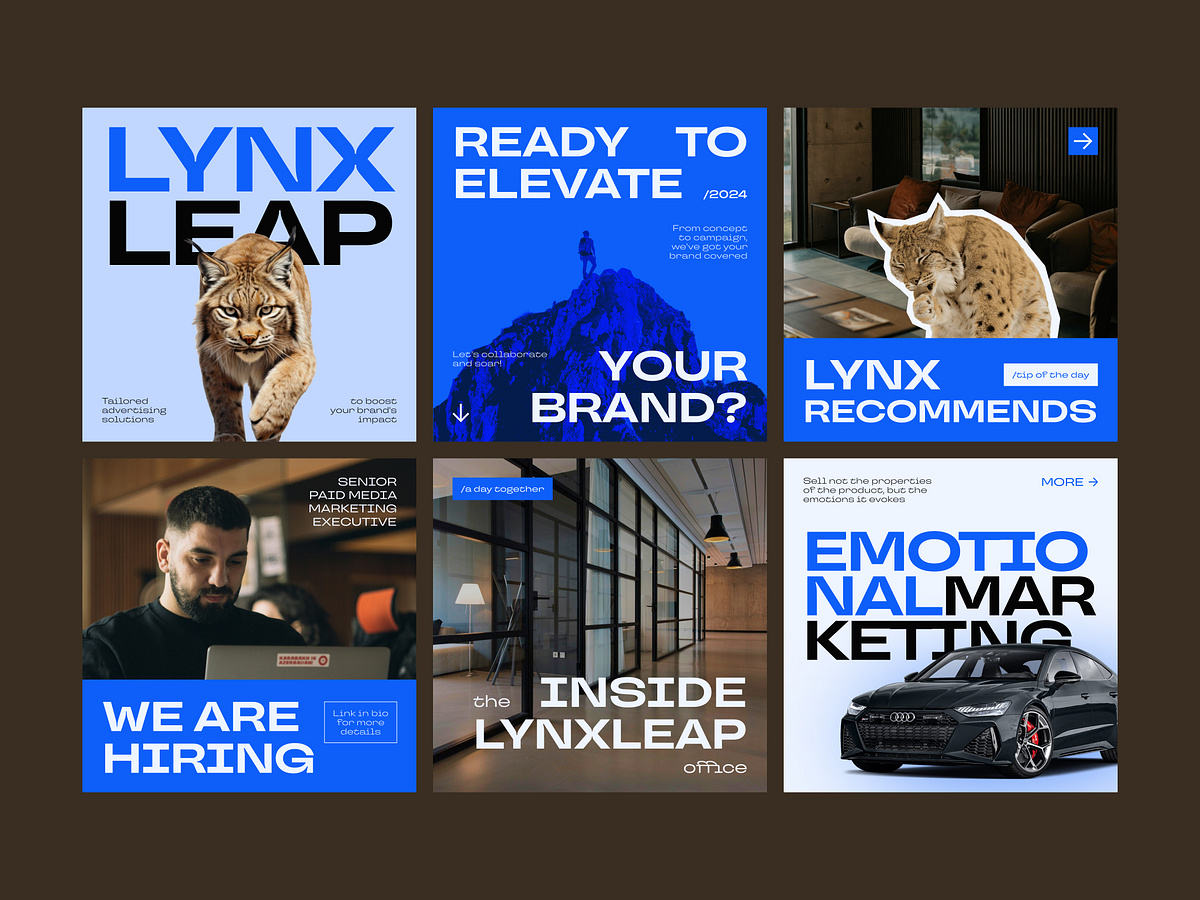 LYNX
LEAP
Tailored
advertising
solutions
to boost
your brand's
impact
READY TO
ELEVATE
/2024
From concept
to campaign,
we've got your
brand covered
Let's collaborate
and soar!
YOUR
BRAND?
LYNX
/tip of the day
RECOMMENDS
SENIOR
PAID MEDIA
MARKETING
EXECUTIVE
KARABAKH IS
AZERBAIJAN!
WE ARE
HIRING
Link in bio
for more
details
/a day together
the INSIDE
LYNXLEAP
office
Sell not the properties
of the product, but the
emotions it evokes
MORE
EMOTIO
NALMAR
KETING